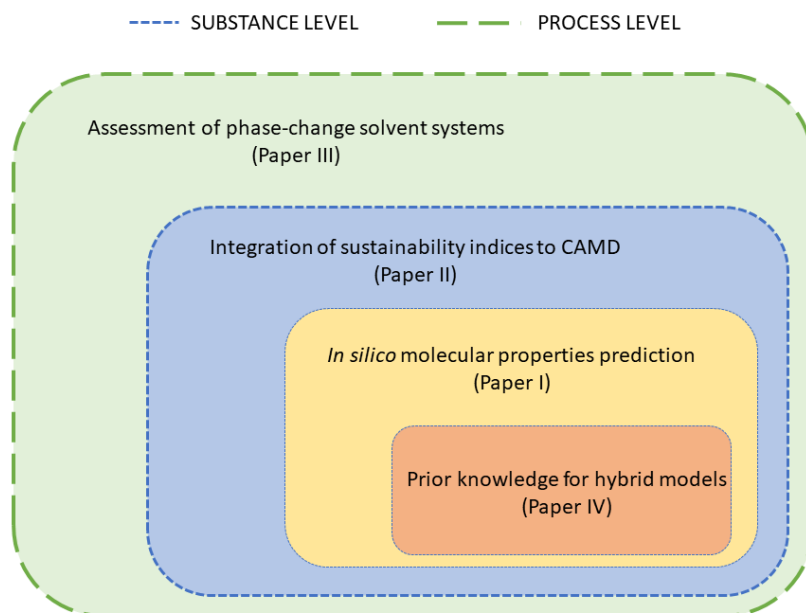 SUBSTANCE LEVEL
PROCESS LEVEL
Assessment of phase-change solvent systems
(Paper III)
Integration of sustainability indices to CAMD
(Paper II)
In silico molecular properties prediction
(Paper I)
Prior knowledge for hybrid models
(Paper IV)